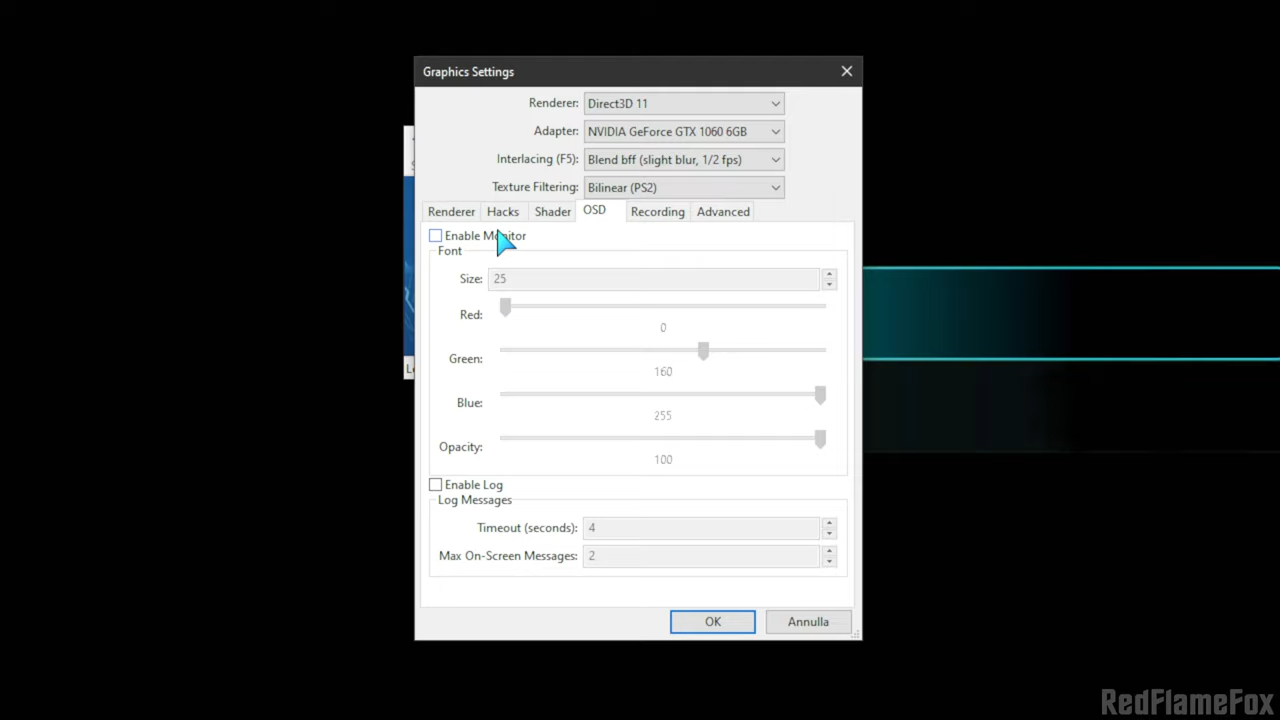 Graphics Settings
Renderer: Direct3D 11
Adapter: NVIDIA GeForce GTX 1060 6GB
Interlacing (F5): Blend bff (slight blur, 1/2 fps)
Texture Filtering: Bilinear (PS2)
Renderer Hacks Shader OSD Recording Advanced
Enable Monitor
Font
Size: 25
Red:
0
Green:
160
Blue:
255
Opacity:
100
Enable Log
Log Messages
Timeout (seconds): 4
Max On-Screen Messages: 2
OK Annulla
RedFlameFox